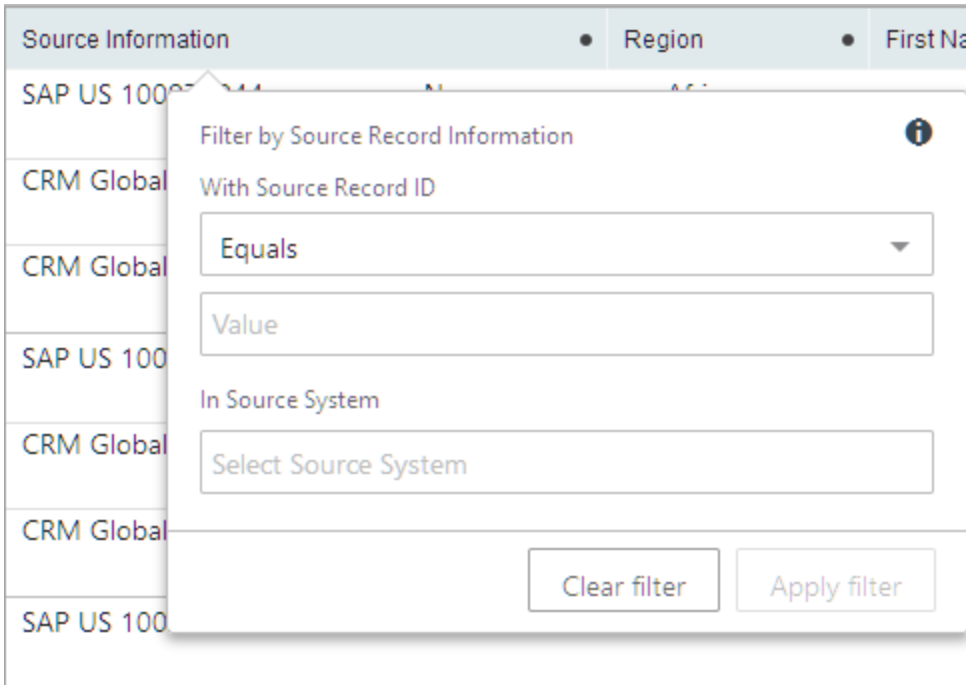 Source Information Region First Na
SAP US 100
Filter by Source Record Information
With Source Record ID
CRM Global
Equals
CRM Global
Value
SAP US 100
In Source System
CRM Global
Select Source System
CRM Global
Clear filter Apply filter
SAP US 100